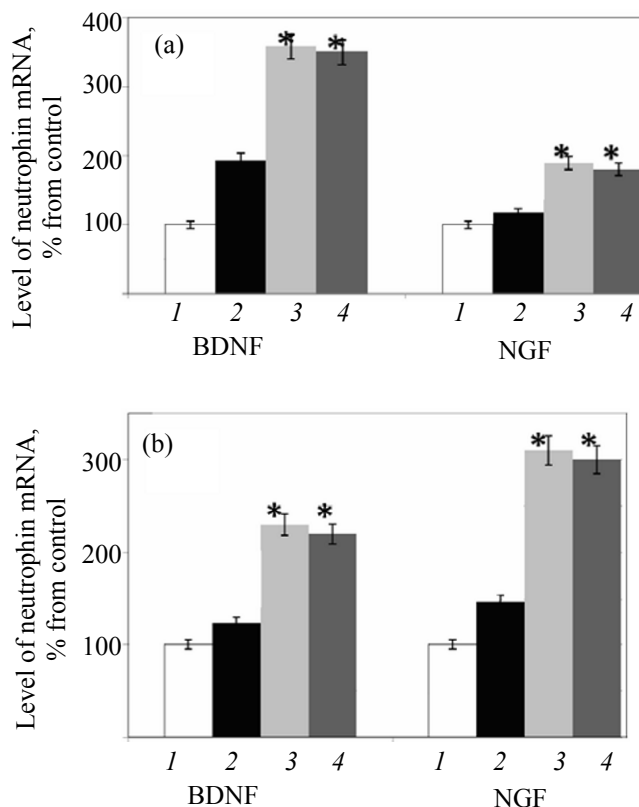 400
(a)
300
200
100
Level of neutrophin mRNA,
% from control
* * * *
1 2 3 4 1 2 3 4
BDNF NGF
(b)
300
100
Level of neutrophin mRNA,
% from control
* * * *
1 2 3 4 1 2 3 4
BDNF NGF